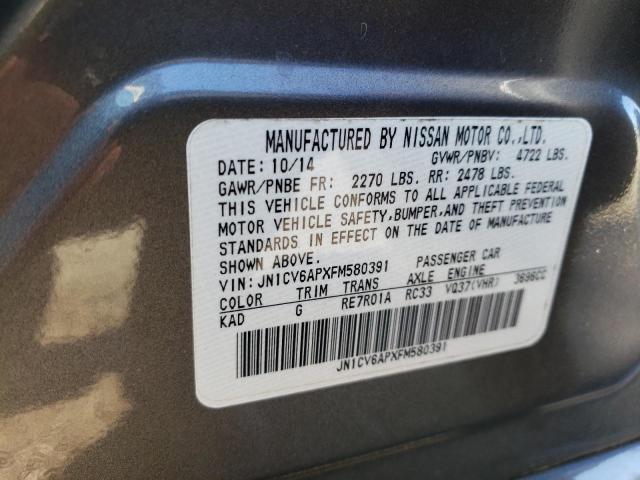 MANUFACTURED BY NISSAN MOTOR CO.,LTD.
DATE: 10/14 GVWR/PNBV: 4722 LBS.
GAWR/PNBE FR: 2270 LBS. RR: 2478 LBS.
THIS VEHICLE CONFORMS TO ALL APPLICABLE FEDERAL
MOTOR VEHICLE SAFETY,BUMPER,AND THEFT PREVENTION
STANDARDS IN EFFECT ON THE DATE OF MANUFACTURE
SHOWN ABOVE.
VIN: JN1CV6APXFM580391 PASSENGER CAR
COLOR TRIM TRANS AXLE ENGINE
KAD G RE7R01A RC33 VQ37(VHR) 3696CC
JN1CV6APXFM580391